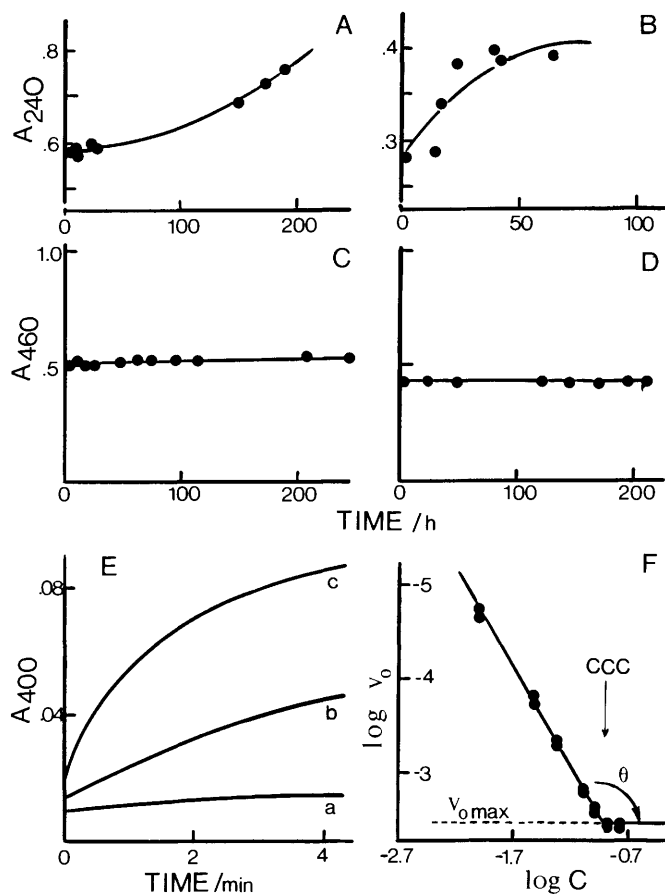 A
B
A240
.8
.6
.4
.3
0 100 200
0 50 100
C
D
A460
1.0
.5
0 100 200
0 100 200
TIME /h
E
F
A400
.08
.04
c
b
a
0 2 4
TIME /min
log v₀
-5
-4
-3
CCC
θ
V₀max
-2.7 -1.7 -0.7
log C